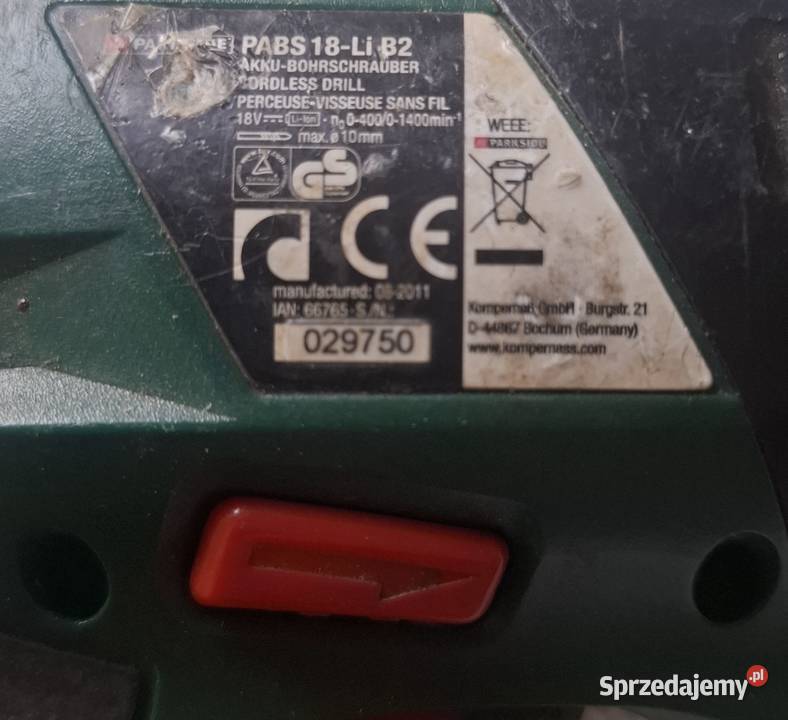 PARKSIDE PABS 18-Li B2
AKKU-BOHRSCHRAUBER
CORDLESS DRILL
PERCEUSE-VISSEUSE SANS FIL
18V Li-Ion · n₀ 0-400/0-1400min⁻¹
max. ø 10mm
GS
CE
manufactured: 08-2011
IAN: 66765 S/N:
029750
WEEE:
PARKSIDE
Kompernaß GmbH · Burgstr. 21
D-44867 Bochum (Germany)
www.kompernass.com
Sprzedajemy.pl